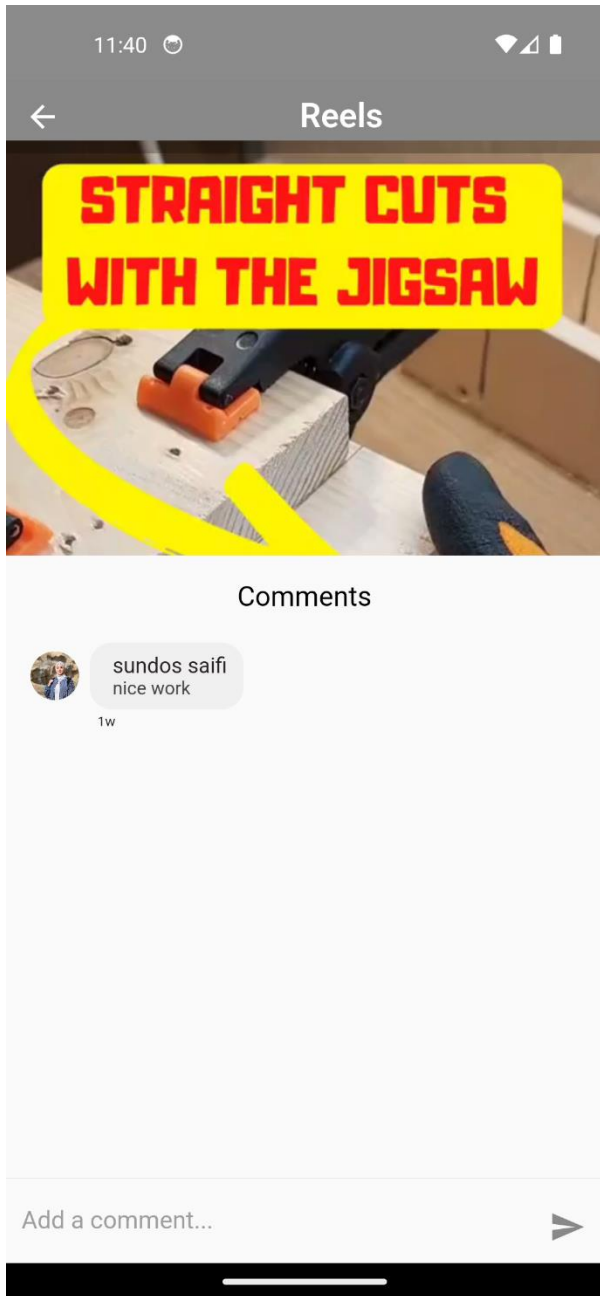 11:40
Reels
STRAIGHT CUTS
WITH THE JIGSAW
Comments
sundos saifi
nice work
1w
Add a comment...